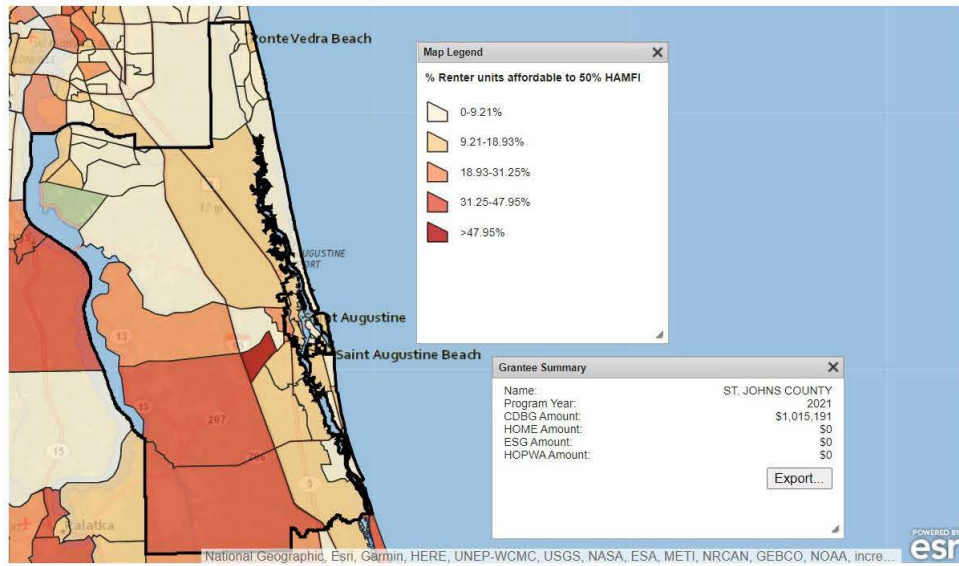 Ponte Vedra Beach
Map Legend
% Renter units affordable to 50% HAMFI
0-9.21%
9.21-18.93%
18.93-31.25%
31.25-47.95%
>47.95%
UGUSTINE
ORT
st Augustine
Saint Augustine Beach
13
15
207
206
5
15
Palatka
Grantee Summary
Name: ST. JOHNS COUNTY
Program Year: 2021
CDBG Amount: $1,015,191
HOME Amount: $0
ESG Amount: $0
HOPWA Amount: $0
Export...
National Geographic, Esri, Garmin, HERE, UNEP-WCMC, USGS, NASA, ESA, METI, NRCAN, GEBCO, NOAA, incre...
POWERED BY
esri